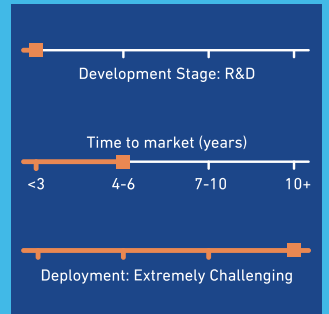 Development Stage: R&D
Time to market (years)
<3 4-6 7-10 10+
Deployment: Extremely Challenging